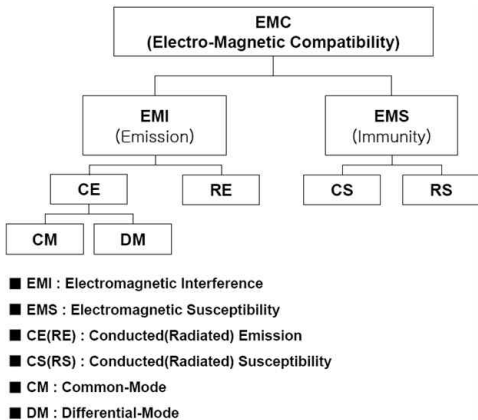 EMC
(Electro-Magnetic Compatibility)
EMI
(Emission)
EMS
(Immunity)
CE
RE
CS
RS
CM
DM
■ EMI : Electromagnetic Interference
■ EMS : Electromagnetic Susceptibility
■ CE(RE) : Conducted(Radiated) Emission
■ CS(RS) : Conducted(Radiated) Susceptibility
■ CM : Common-Mode
■ DM : Differential-Mode